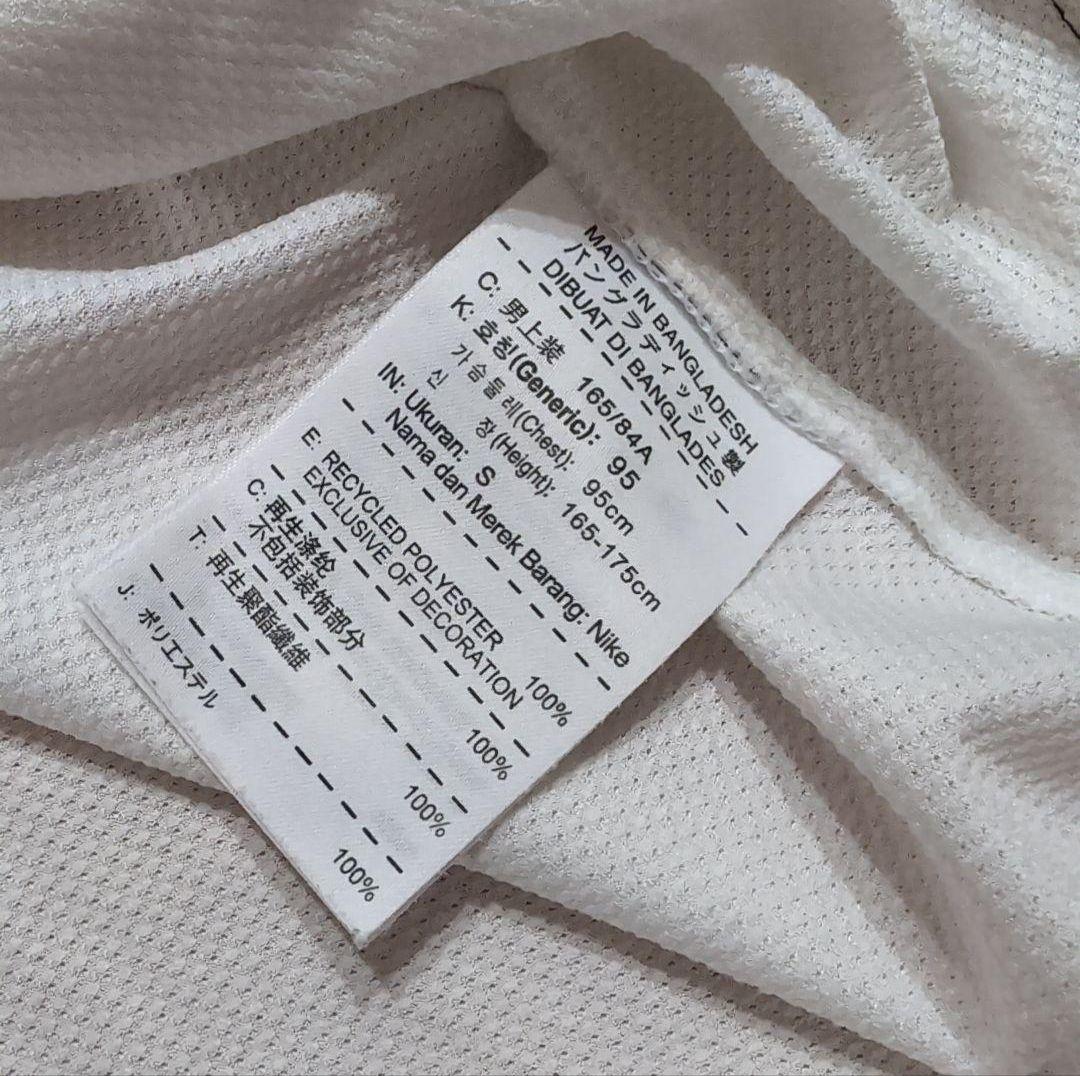 MADE IN BANGLADESH
バングラディッシュ製
DIBUAT DI BANGLADES
C: 男上装 165/84A
K: 호칭(Generic): 95
가슴둘레(Chest): 95cm
신 장(Height): 165-175cm
IN: Ukuran: S
Nama dan Merek Barang: Nike
E: RECYCLED POLYESTER 100%
EXCLUSIVE OF DECORATION
C: 再生涤纶 100%
不包括装饰部分
T: 再生聚酯纖維 100%
J: ポリエステル 100%